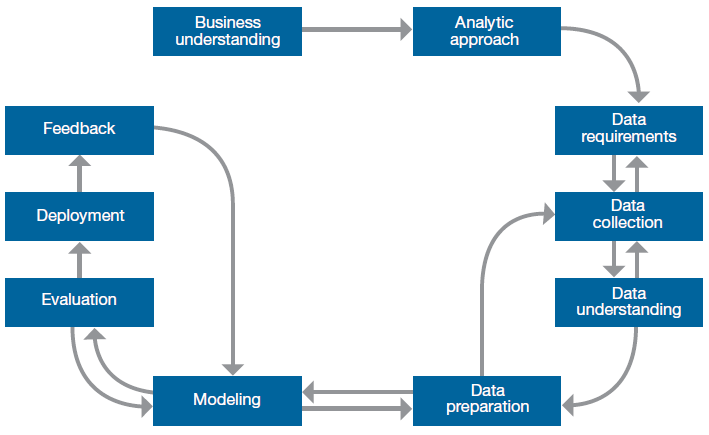 Business
understanding
Analytic
approach
Data
requirements
Data
collection
Data
understanding
Data
preparation
Modeling
Evaluation
Deployment
Feedback